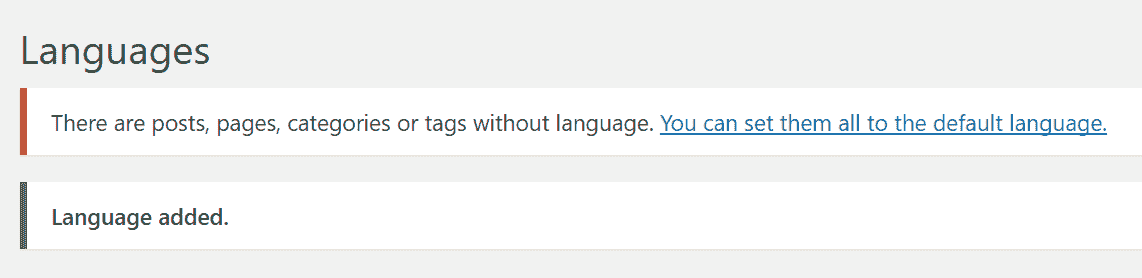 Languages
There are posts, pages, categories or tags without language. You can set them all to the default language.
Language added.